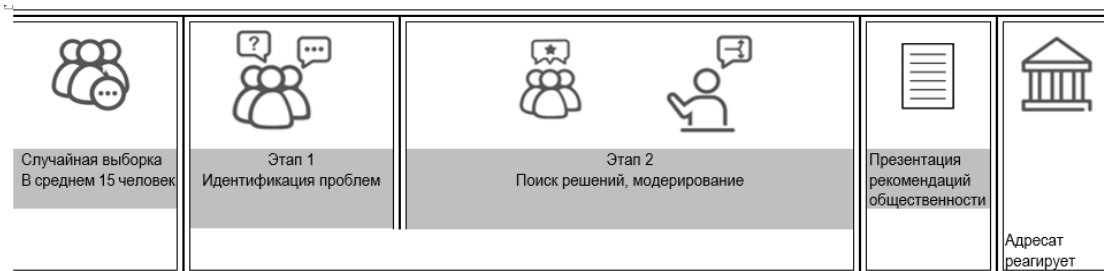 ?
Случайная выборка
В среднем 15 человек
Этап 1
Идентификация проблем
Этап 2
Поиск решений, модерирование
Презентация
рекомендаций
общественности
Адресат
реагирует